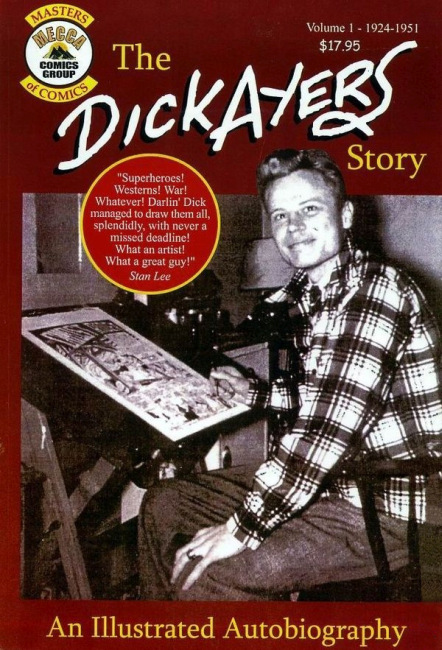 MASTERS
MECCA
COMICS
GROUP
of COMICS
Volume 1 - 1924-1951
$17.95
The
DICK AYERS
Story
"Superheroes!
Westerns! War!
Whatever! Darlin' Dick
managed to draw them all,
splendidly, with never a
missed deadline!
What an artist!
What a great guy!"
Stan Lee
An Illustrated Autobiography